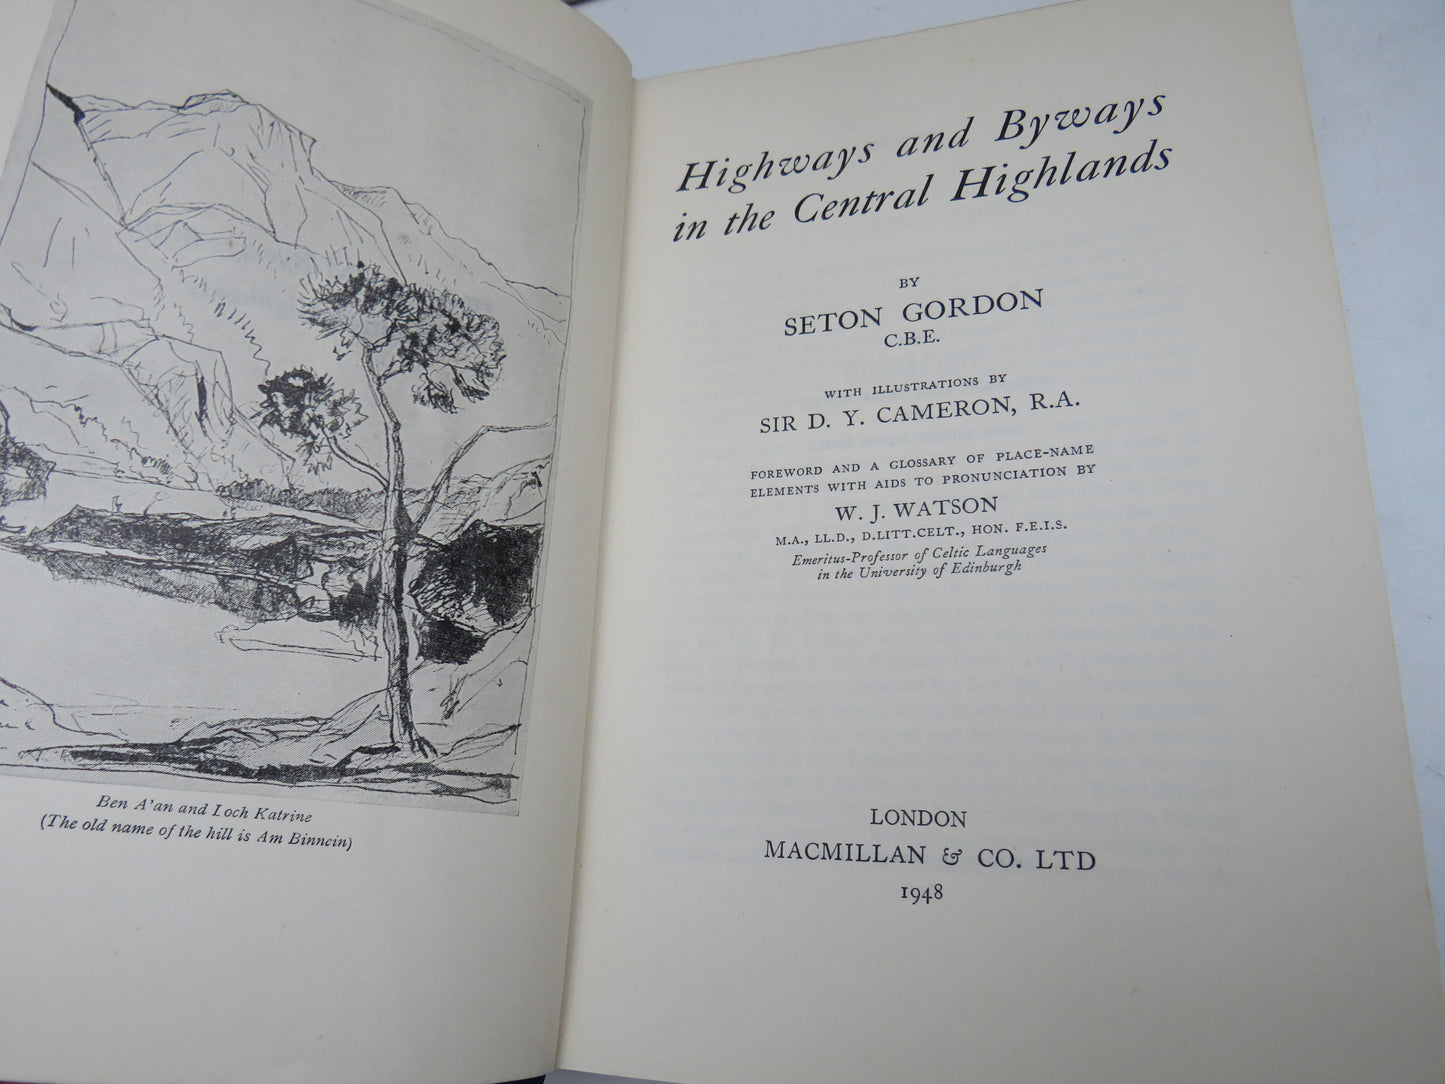 Ben A'an and Loch Katrine
(The old name of the hill is Am Binnein)
Highways and Byways
in the Central Highlands
BY
SETON GORDON
C.B.E.
WITH ILLUSTRATIONS BY
SIR D. Y. CAMERON, R.A.
FOREWORD AND A GLOSSARY OF PLACE-NAME
ELEMENTS WITH AIDS TO PRONUNCIATION BY
W. J. WATSON
M.A., LL.D., D.LITT.CELT., HON. F.E.I.S.
Emeritus-Professor of Celtic Languages
in the University of Edinburgh
LONDON
MACMILLAN & CO. LTD
1948